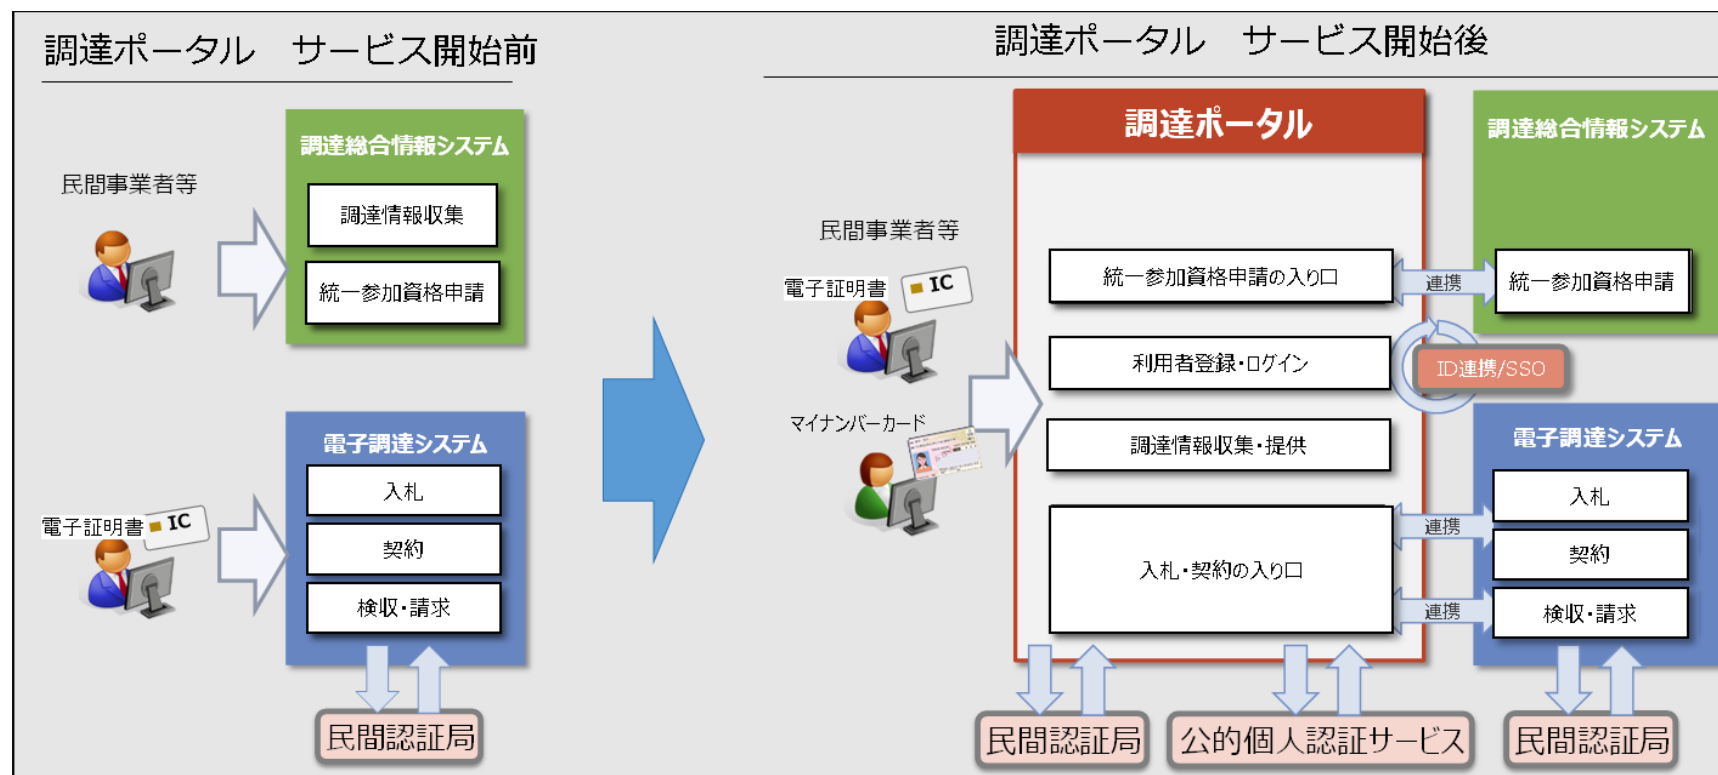 調達ポータル　サービス開始前
民間事業者等
調達総合情報システム
調達情報収集
統一参加資格申請
電子証明書
IC
電子調達システム
入札
契約
検収・請求
民間認証局
調達ポータル　サービス開始後
民間事業者等
電子証明書
IC
マイナンバーカード
調達ポータル
統一参加資格申請の入り口
利用者登録・ログイン
調達情報収集・提供
入札・契約の入り口
連携
ID連携/SSO
連携
連携
調達総合情報システム
統一参加資格申請
電子調達システム
入札
契約
検収・請求
民間認証局
公的個人認証サービス
民間認証局